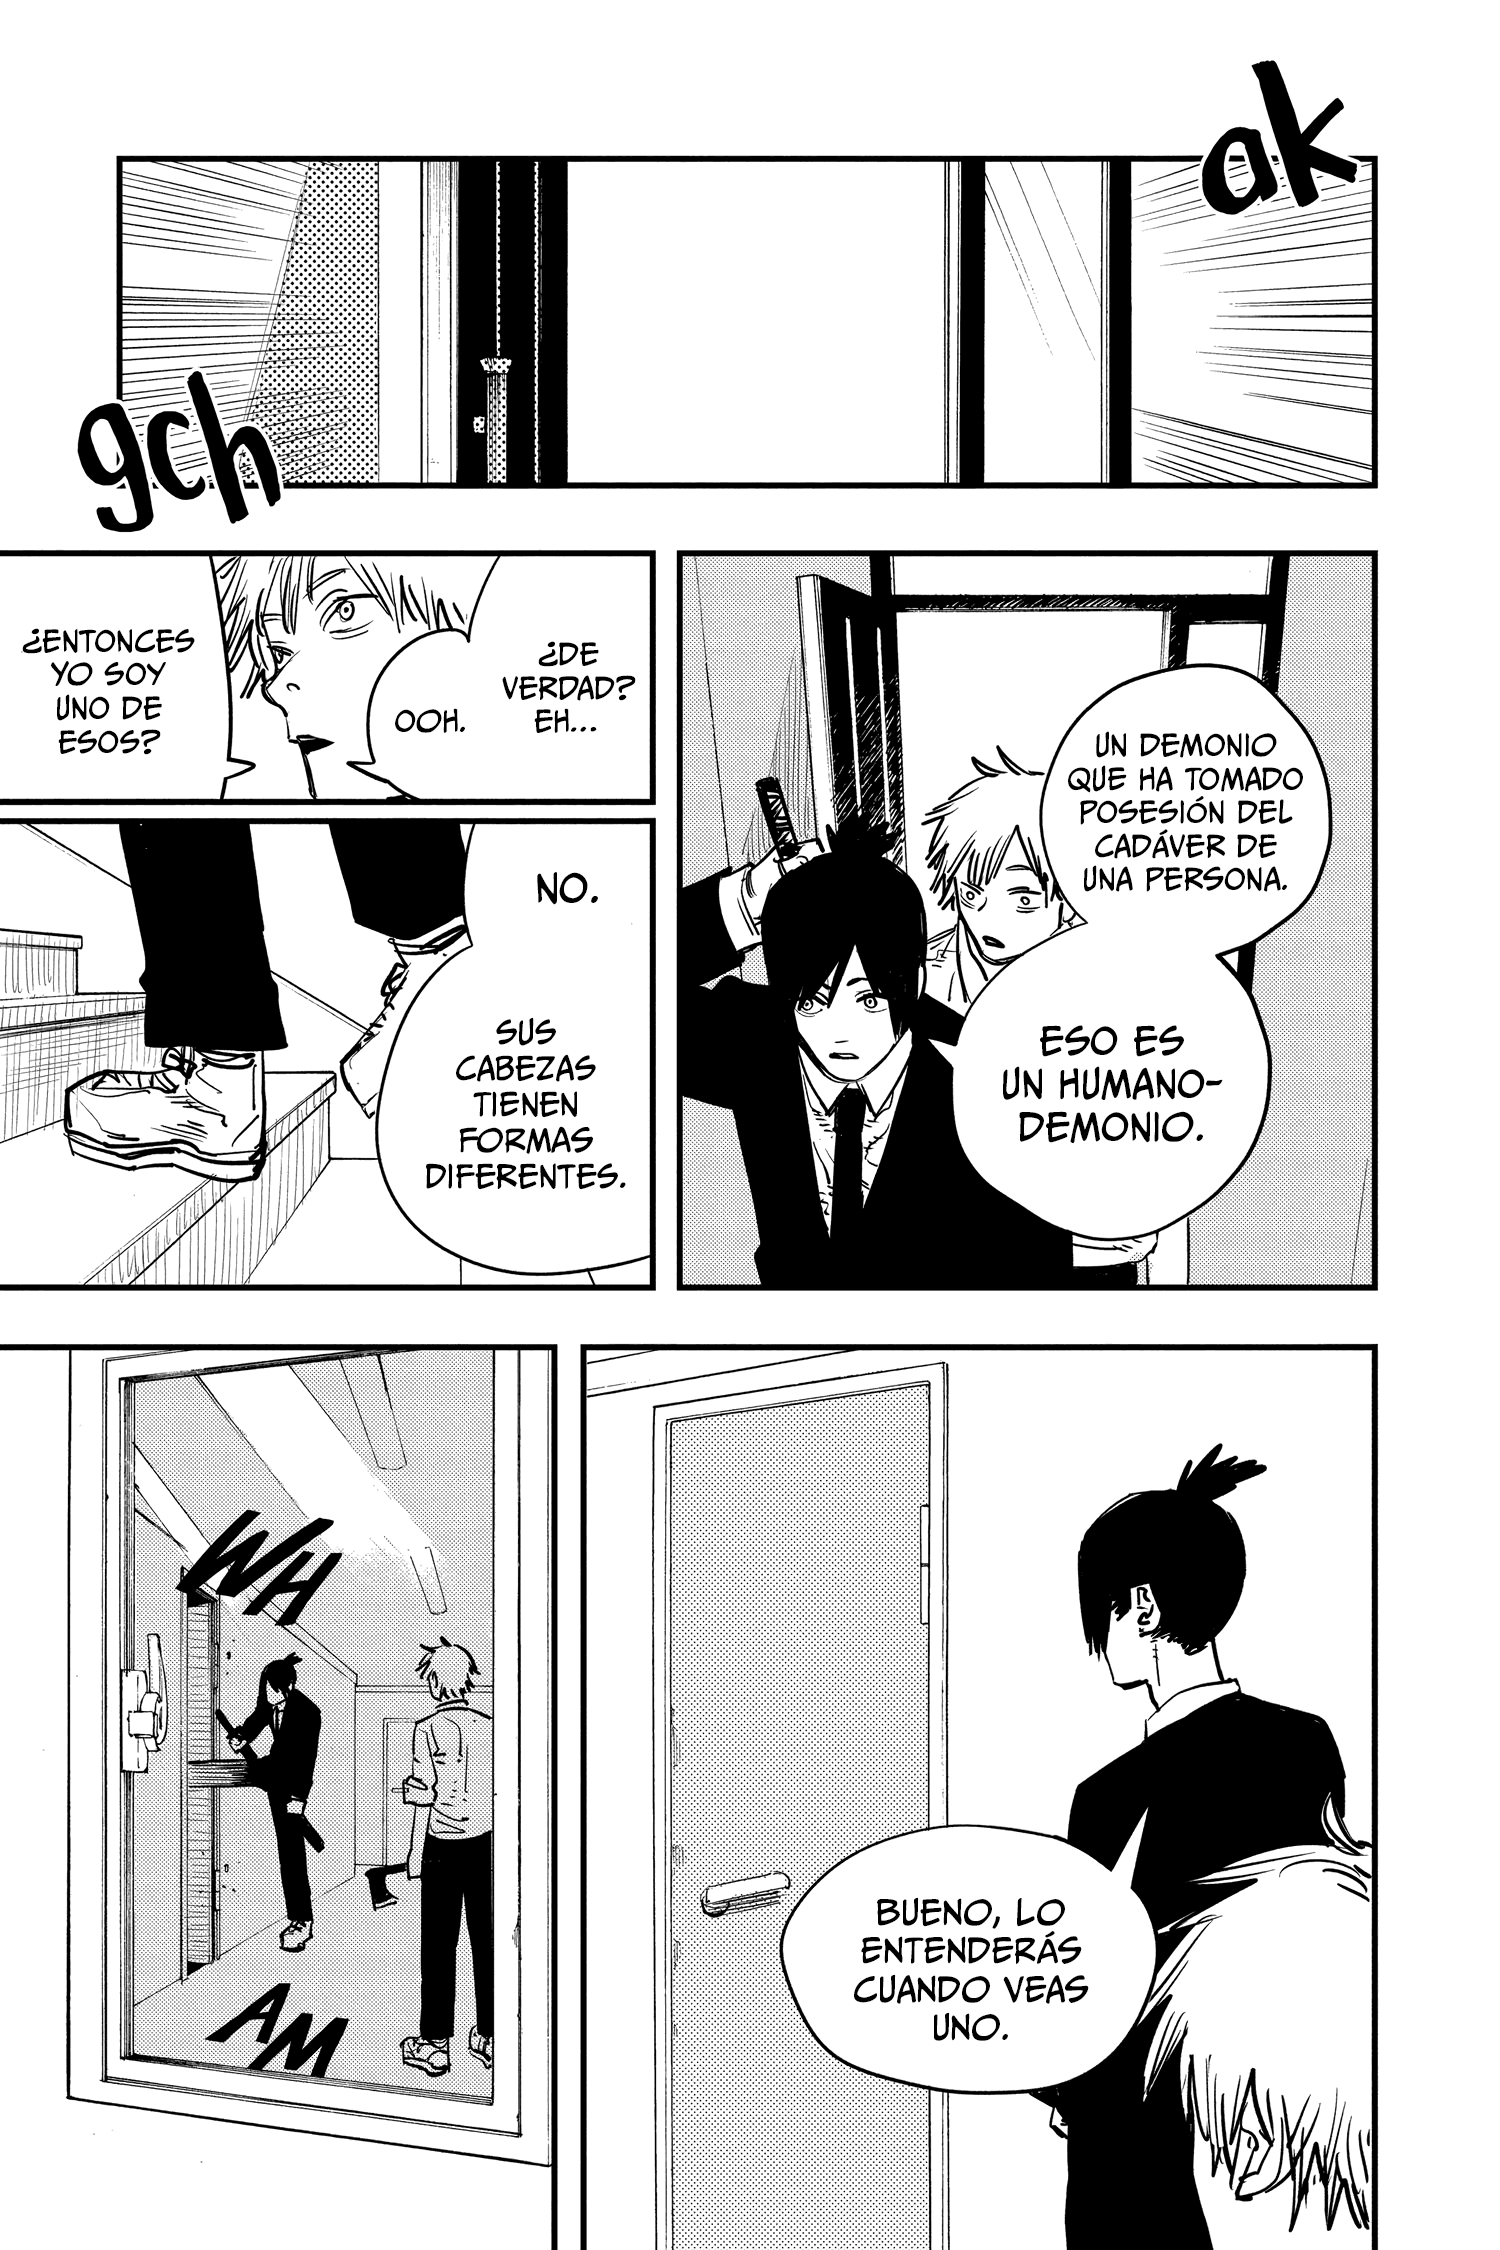 ak
gch
UN DEMONIO
QUE HA TOMADO
POSESIÓN DEL
CADÁVER DE
UNA PERSONA.
ESO ES
UN HUMANO-
DEMONIO.
¿DE
VERDAD?
EH...
OOH.
¿ENTONCES
YO SOY
UNO DE
ESOS?
NO.
SUS
CABEZAS
TIENEN
FORMAS
DIFERENTES.
BUENO, LO
ENTENDERÁS
CUANDO VEAS
UNO.
WH
AM